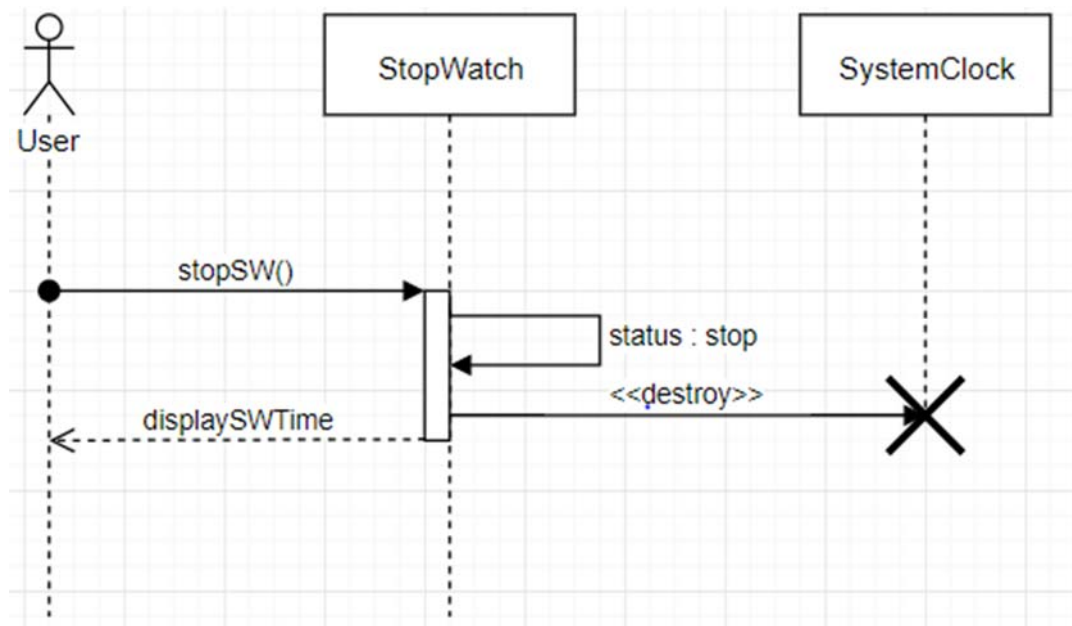 StopWatch
SystemClock
User
stopSW()
status : stop
<<destroy>>
displaySWTime